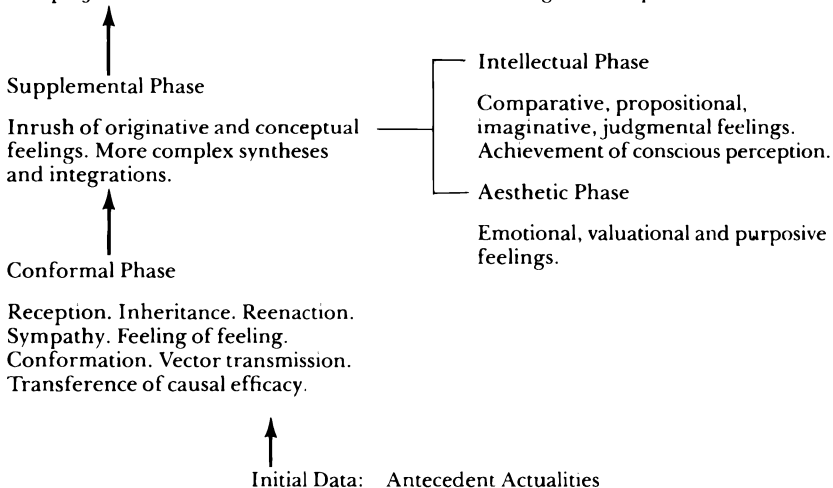 Supplemental Phase
Inrush of originative and conceptual
feelings. More complex syntheses
and integrations.
Intellectual Phase
Comparative, propositional,
imaginative, judgmental feelings.
Achievement of conscious perception.
Aesthetic Phase
Emotional, valuational and purposive
feelings.
Conformal Phase
Reception. Inheritance. Reenaction.
Sympathy. Feeling of feeling.
Conformation. Vector transmission.
Transference of causal efficacy.
Initial Data: Antecedent Actualities